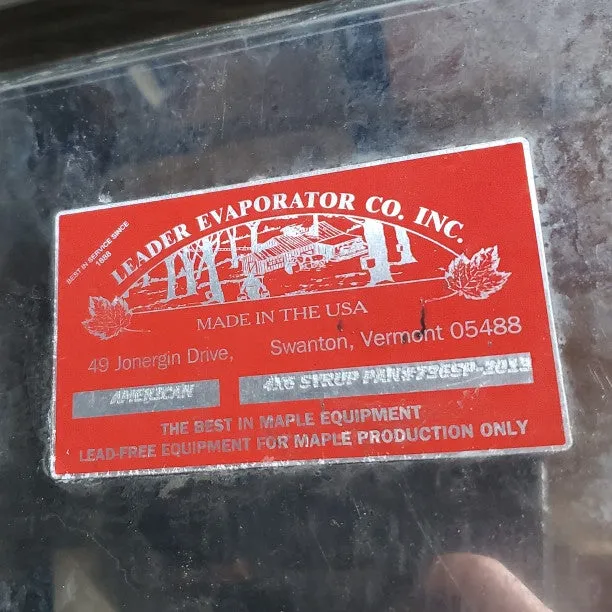 BEST IN SERVICE SINCE
1888
LEADER EVAPORATOR CO. INC.
MADE IN THE USA
49 Jonergin Drive, Swanton, Vermont 05488
AMERICAN
4X6 SYRUP PAN
THE BEST IN MAPLE EQUIPMENT
LEAD-FREE EQUIPMENT FOR MAPLE PRODUCTION ONLY